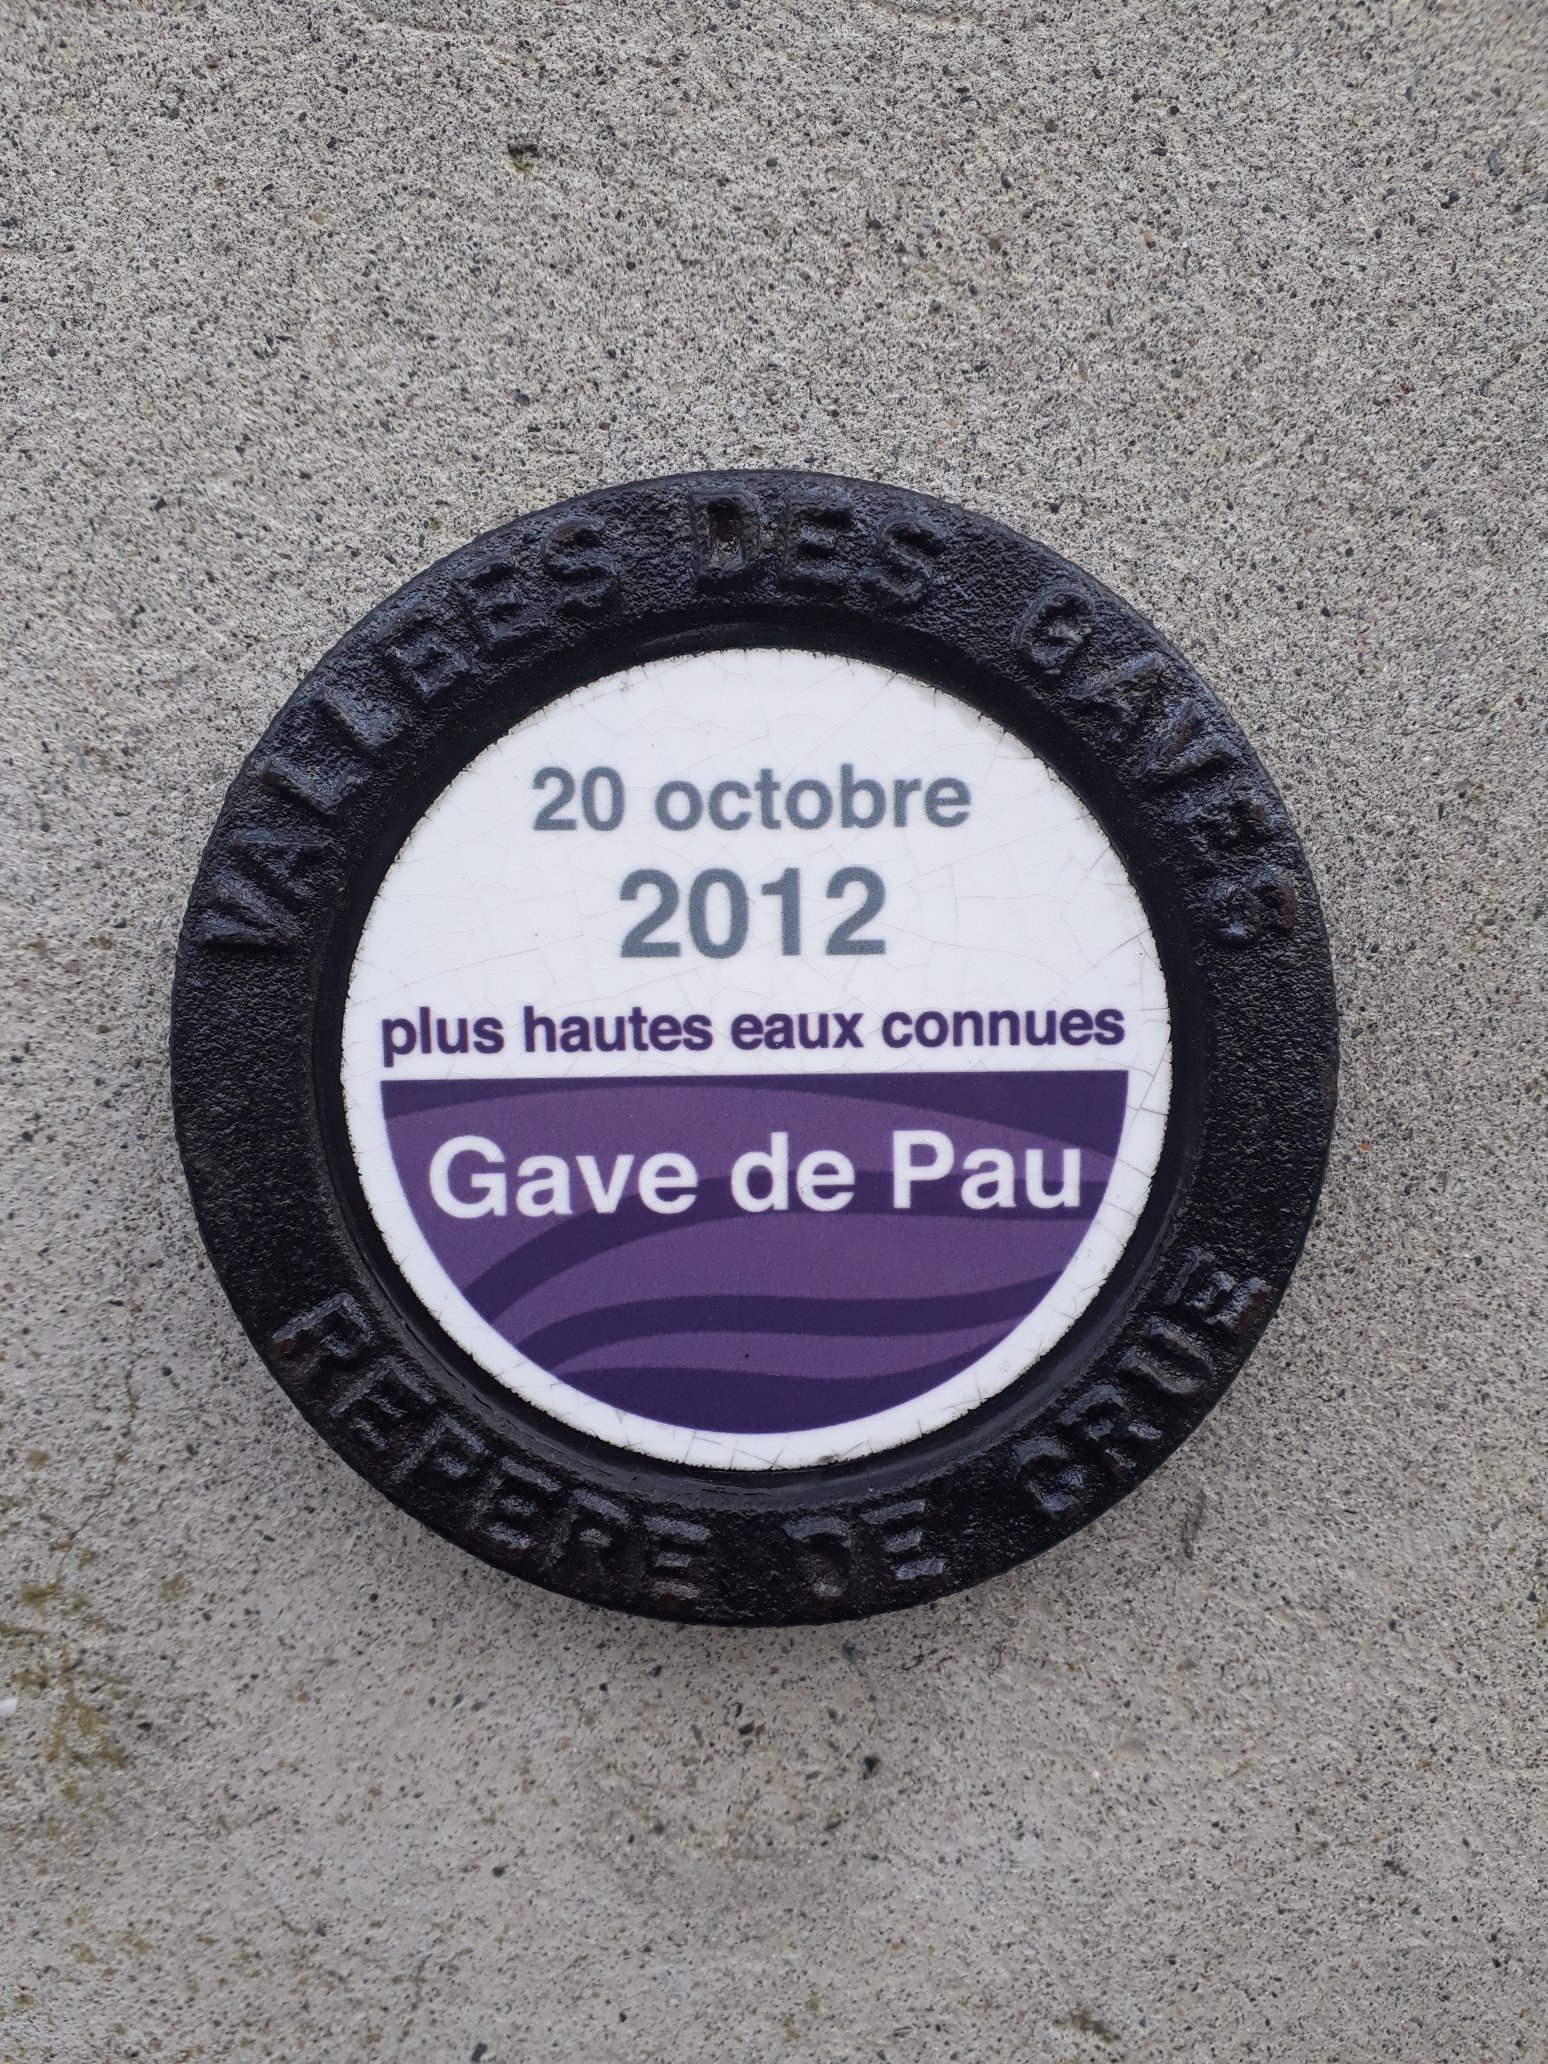 VALLEES DES GAVES
20 octobre
2012
plus hautes eaux connues
Gave de Pau
REPERE DE CRUE